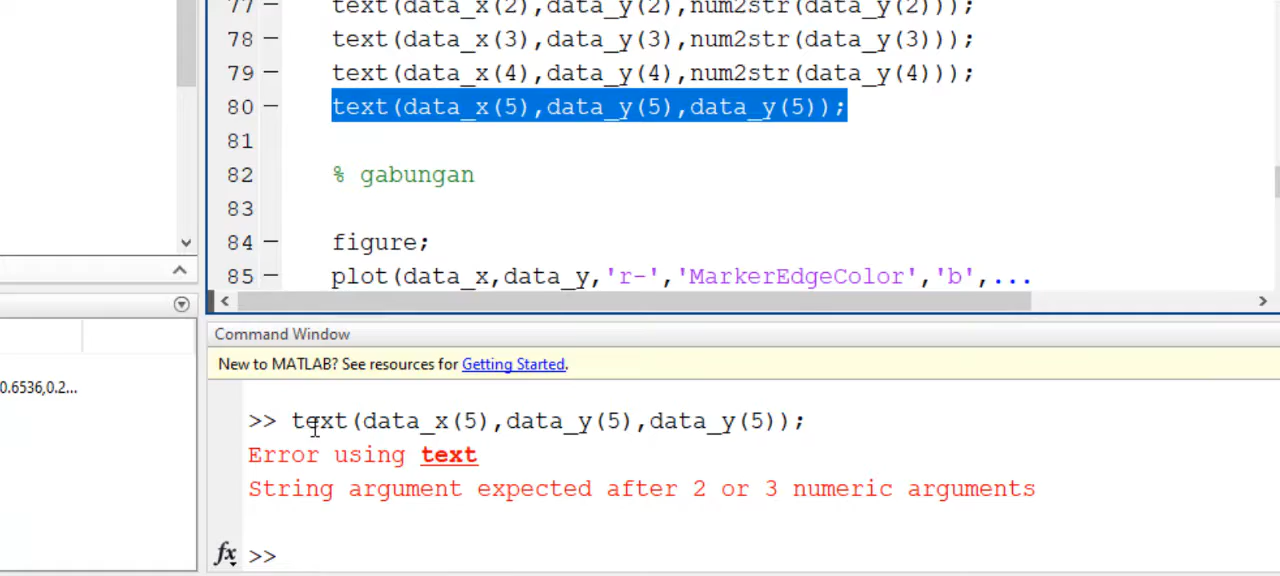 77 — text(data_x(2),data_y(2),num2str(data_y(2)));
78 — text(data_x(3),data_y(3),num2str(data_y(3)));
79 — text(data_x(4),data_y(4),num2str(data_y(4)));
80 — text(data_x(5),data_y(5),data_y(5));
81
82 % gabungan
83
84 — figure;
85 — plot(data_x,data_y,'r-','MarkerEdgeColor','b',...
0.6536,0.2...
Command Window
New to MATLAB? See resources for Getting Started.
>> text(data_x(5),data_y(5),data_y(5));
Error using text
String argument expected after 2 or 3 numeric arguments
fx >>